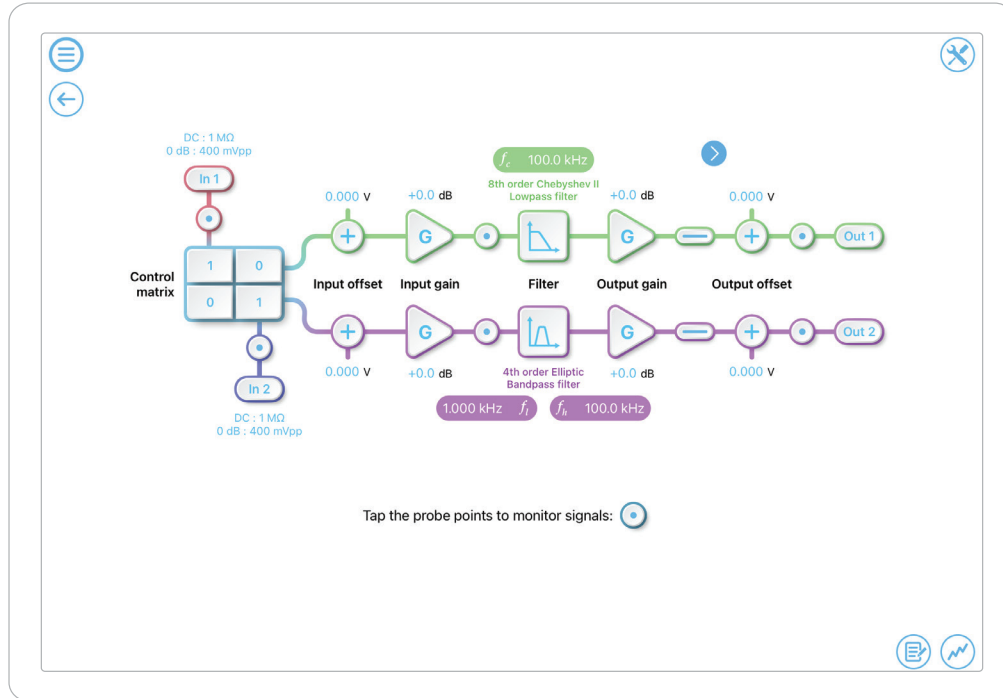 DC : 1 MΩ
0 dB : 400 mVpp
In 1
f_c 100.0 kHz
8th order Chebyshev II
Lowpass filter
0.000 V
+0.0 dB
+0.0 dB
0.000 V
G
G
Out 1
Control
matrix
1 0
0 1
Input offset
Input gain
Filter
Output gain
Output offset
G
G
Out 2
0.000 V
+0.0 dB
4th order Elliptic
Bandpass filter
+0.0 dB
0.000 V
In 2
1.000 kHz f_l
f_h 100.0 kHz
DC : 1 MΩ
0 dB : 400 mVpp
Tap the probe points to monitor signals: